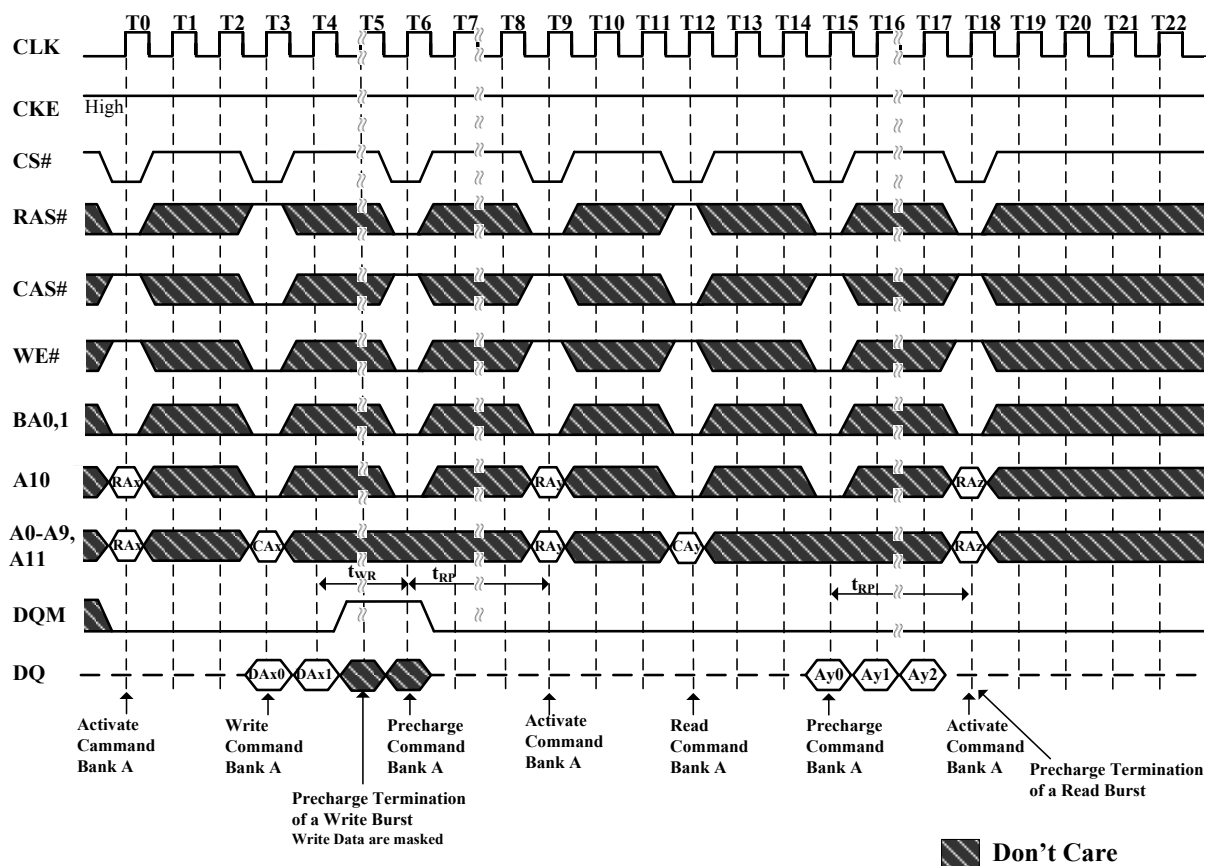 T0 T1 T2 T3 T4 T5 T6 T7 T8 T9 T10 T11 T12 T13 T14 T15 T16 T17 T18 T19 T20 T21 T22
CLK
CKE High
CS#
RAS#
CAS#
WE#
BA0,1
A10 RAx RAy RAz
A0-A9,
A11 RAx CAx RAy CAy RAz
tWR tRP tRP
DQM
DQ DAx0 DAx1 Ay0 Ay1 Ay2
Activate
Cammand
Bank A
Write
Command
Bank A
Precharge
Command
Bank A
Activate
Command
Bank A
Read
Command
Bank A
Precharge
Command
Bank A
Activate
Command
Bank A
Precharge Termination
of a Write Burst
Write Data are masked
Precharge Termination
of a Read Burst
Don't Care